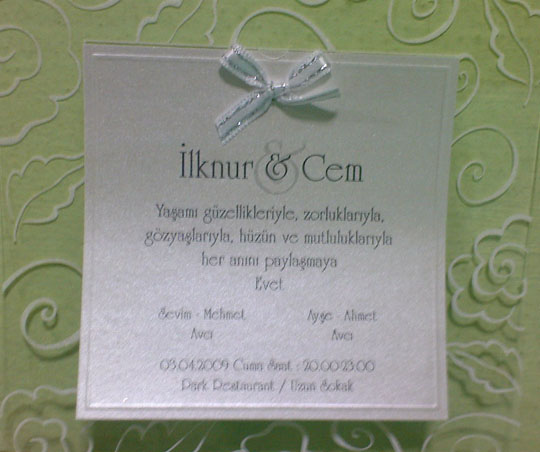 İlknur & Cem
Yaşamı güzellikleriyle, zorluklarıyla,
gözyaşlarıyla, hüzün ve mutluluklarıyla
her anını paylaşmaya
Evet
Sevim - Mehmet Ayşe - Ahmet
Avcı Avcı
03.04.2009 Cuma Saat : 20.00-23.00
Park Restaurant / Uzun Sokak